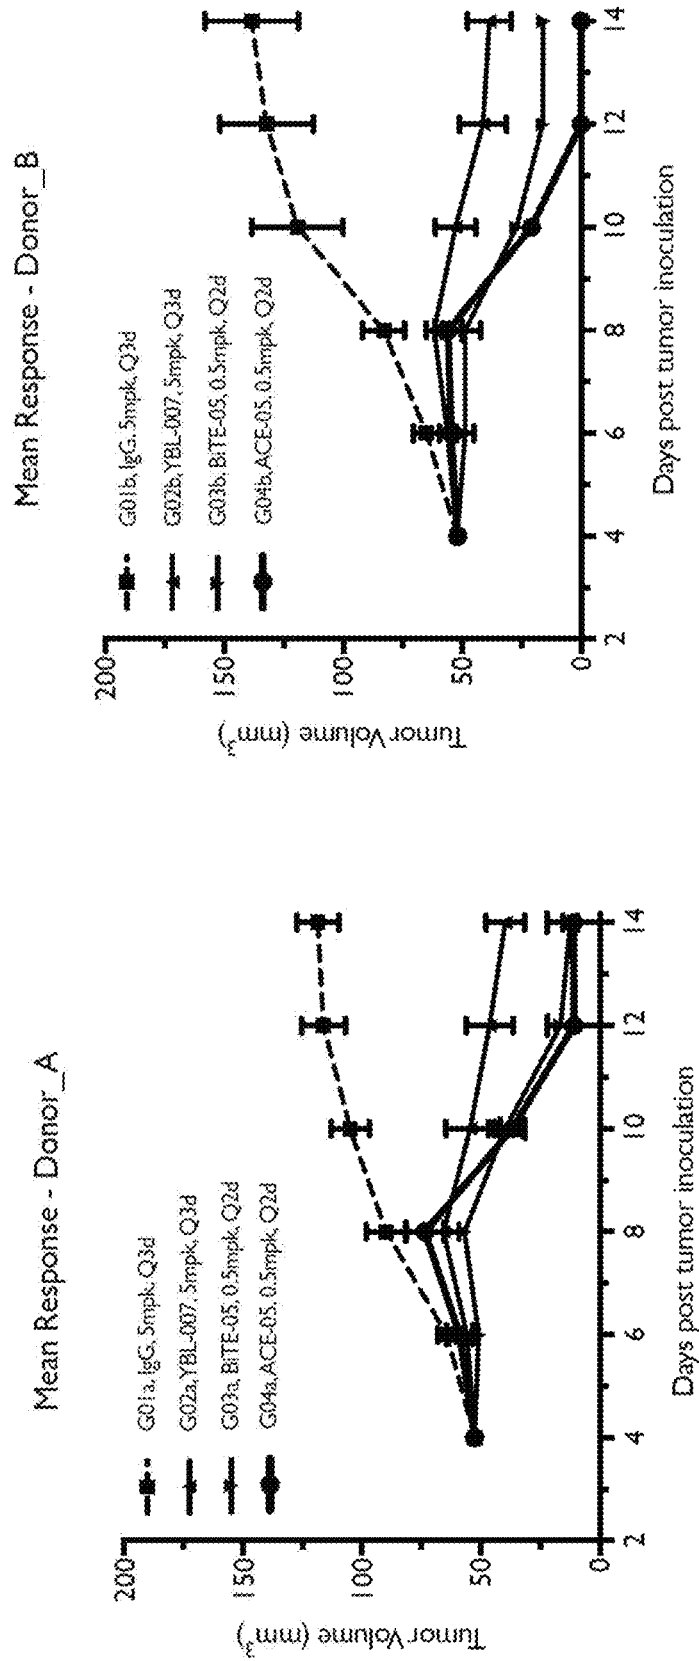 Mean Response - Donor_A
G01a, IgG, 5mpk, Q3d
G02a, YBL-007, 5mpk, Q3d
G03a, BiTE-05, 0.5mpk, Q2d
G04a, ACE-05, 0.5mpk, Q2d
Tumor Volume (mm³)
200
150
100
50
0
2 4 6 8 10 12 14
Days post tumor inoculation
Mean Response - Donor_B
G01b, IgG, 5mpk, Q3d
G02b, YBL-007, 5mpk, Q3d
G03b, BiTE-05, 0.5mpk, Q2d
G04b, ACE-05, 0.5mpk, Q2d
Tumor Volume (mm³)
200
150
100
50
0
2 4 6 8 10 12 14
Days post tumor inoculation